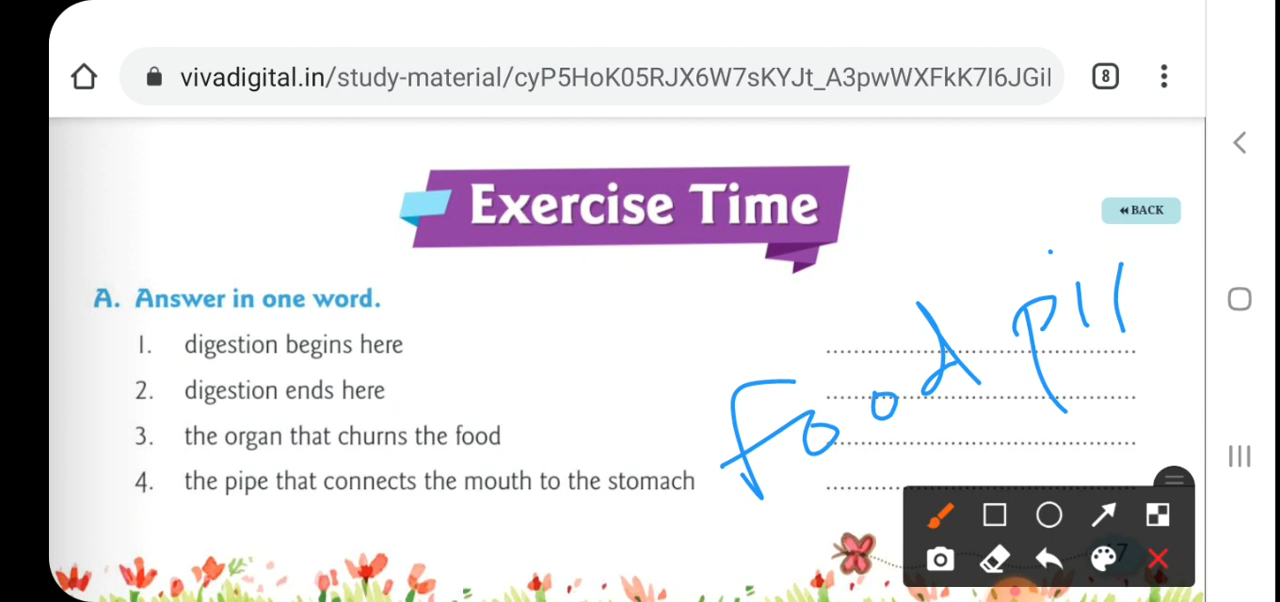 8
vivadigital.in/study-material/cyP5HoK05RJX6W7sKYJt_A3pwWXFkK7I6JGil
Exercise Time
BACK
A. Answer in one word.
1. digestion begins here
2. digestion ends here
3. the organ that churns the food
4. the pipe that connects the mouth to the stomach
Food pil